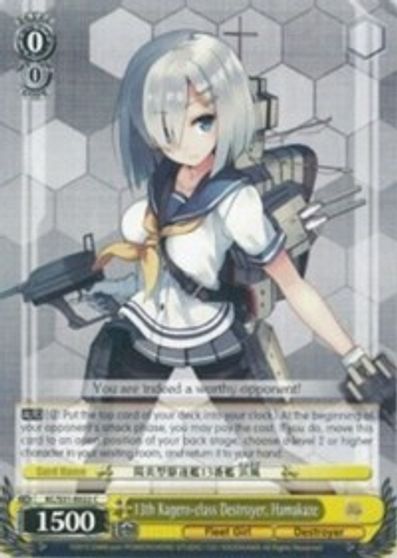 0
0
You are indeed a worthy opponent!
AUTO [(1) Put the top card of your deck into your clock] At the beginning of
your opponent's attack phase, you may pay the cost. If you do, move this
card to an open position of your back stage, choose a level 2 or higher
character in your waiting room, and return it to your hand.
Card Name 陽炎型駆逐艦13番艦 浜風
1500 13th Kagero-class Destroyer, Hamakaze
Fleet Girl Destroyer